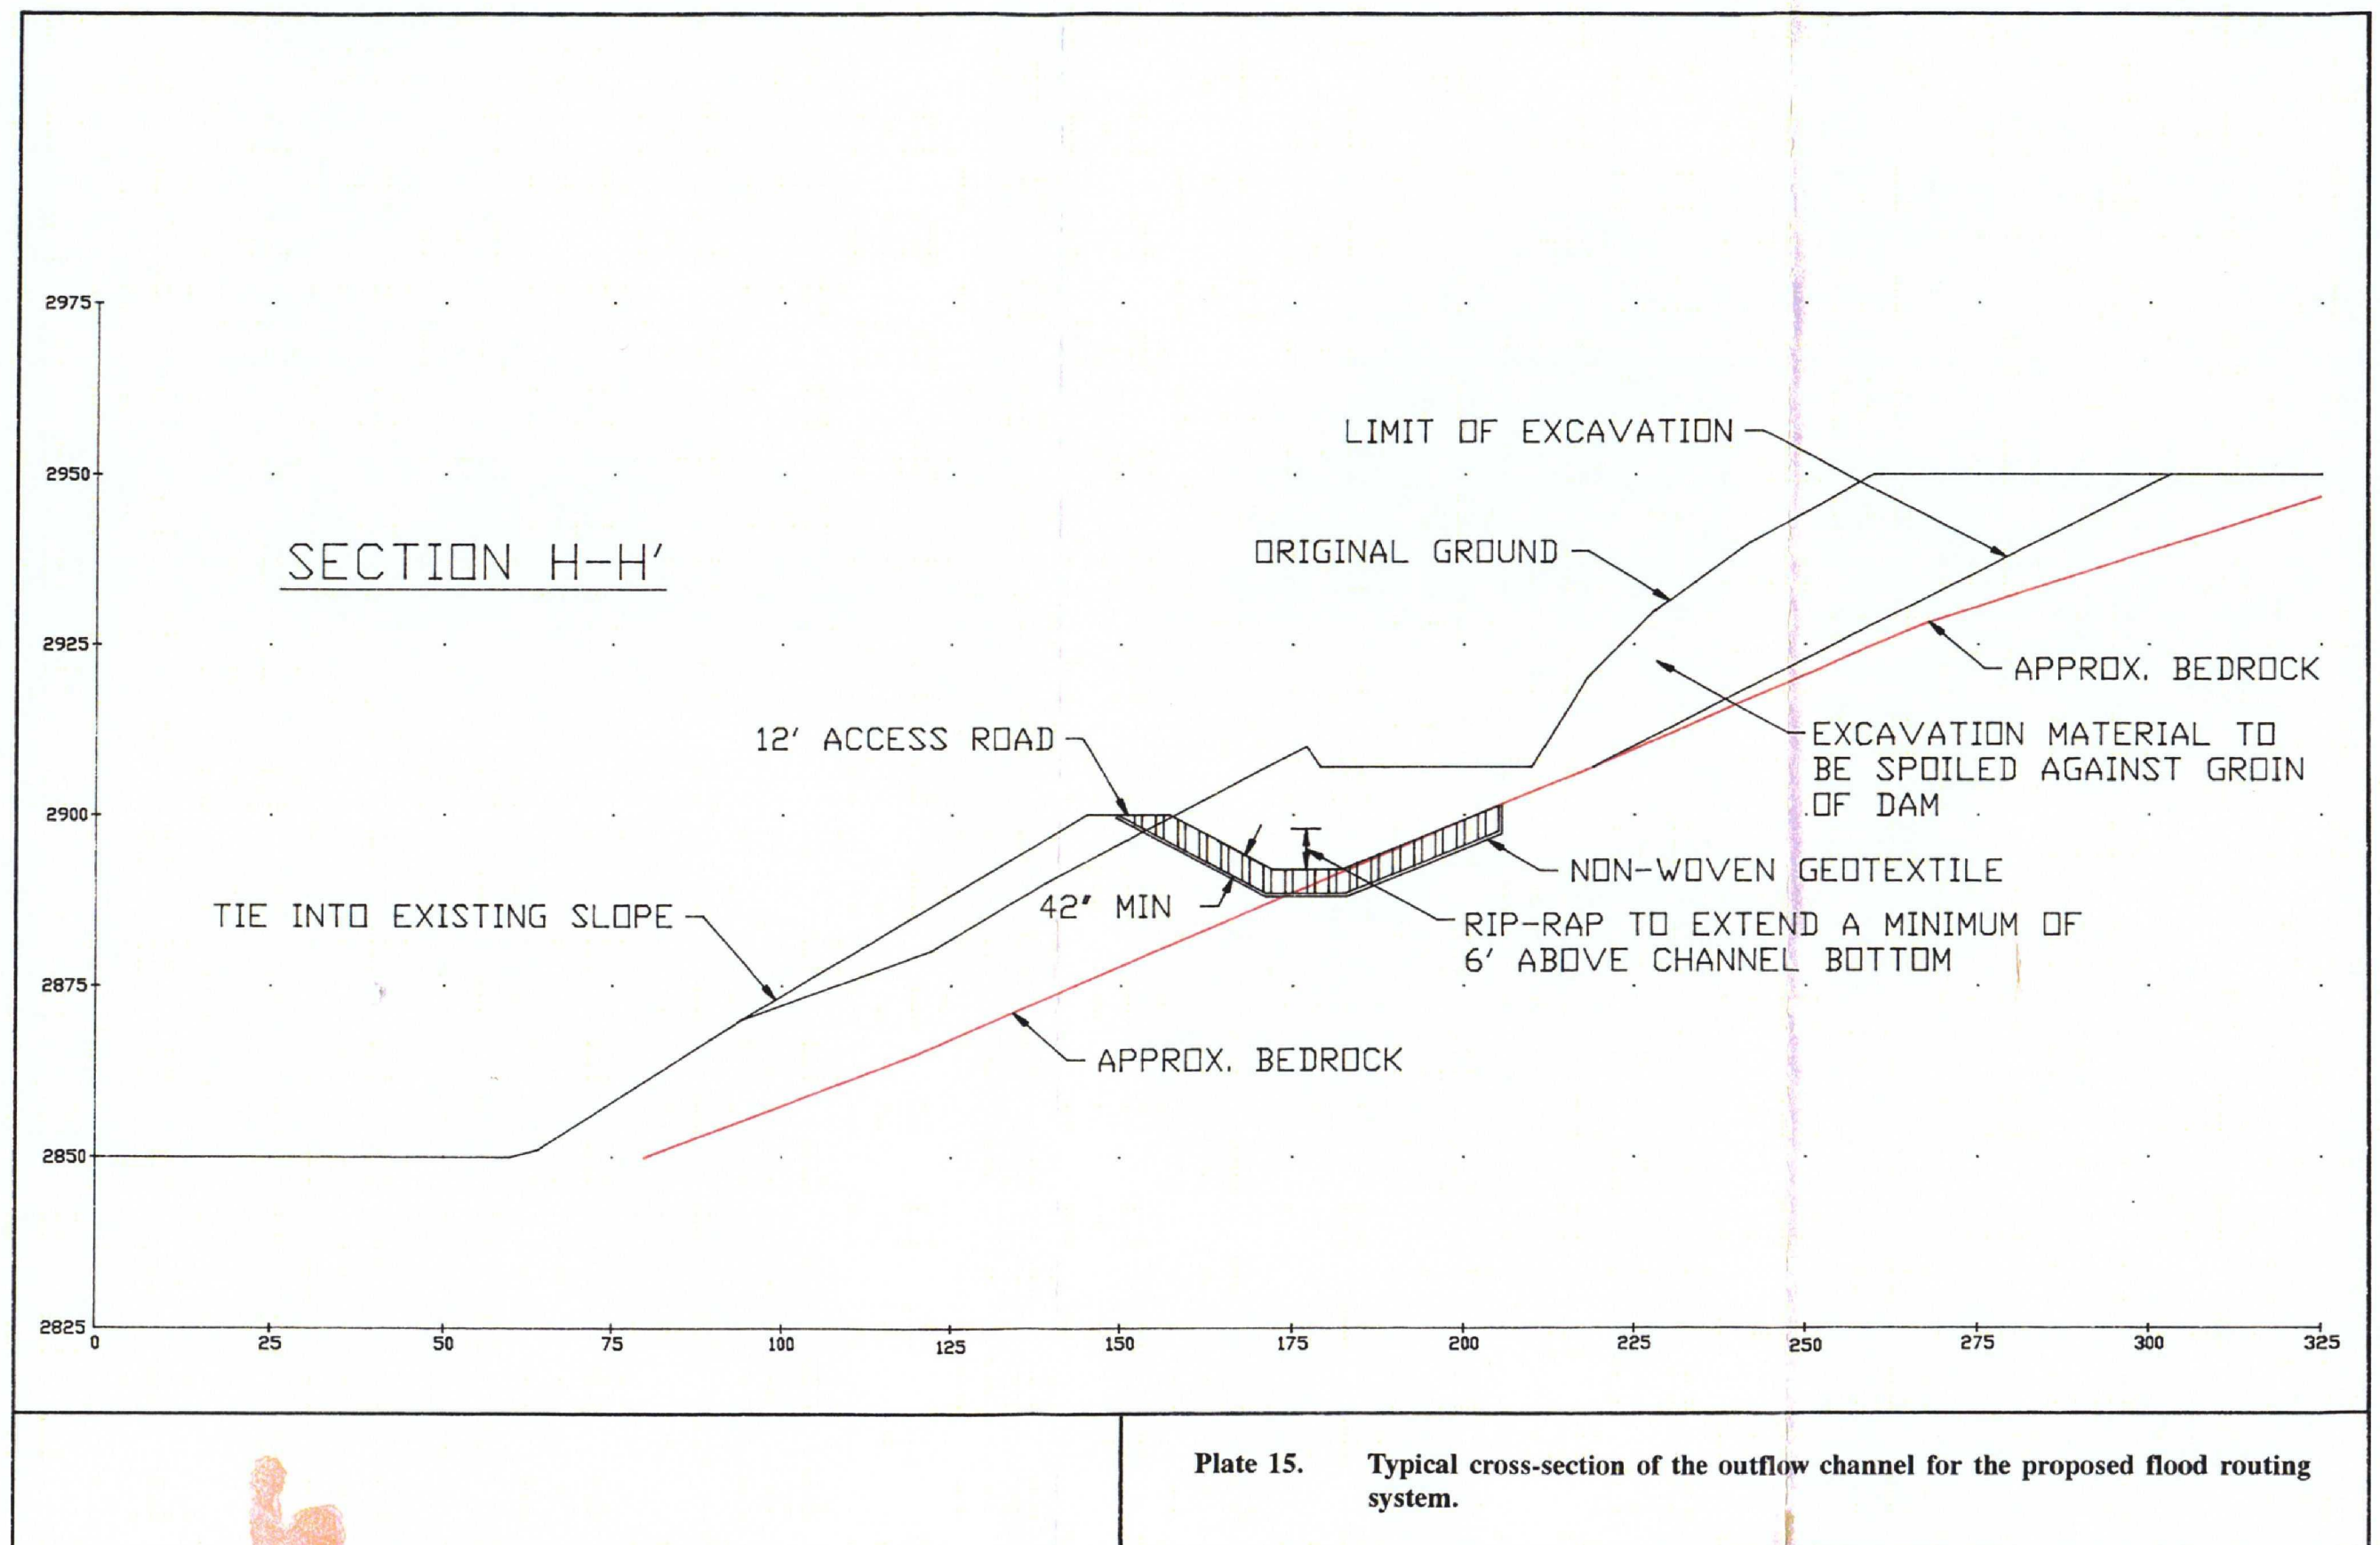 2975
LIMIT OF EXCAVATION
2950
SECTION H-H'
ORIGINAL GROUND
2925
APPROX. BEDROCK
12' ACCESS ROAD
EXCAVATION MATERIAL TO
BE SPOILED AGAINST GROIN
OF DAM
2900
NON-WOVEN GEOTEXTILE
42" MIN
TIE INTO EXISTING SLOPE
RIP-RAP TO EXTEND A MINIMUM OF
6' ABOVE CHANNEL BOTTOM
2875
APPROX. BEDROCK
2850
2825
0 25 50 75 100 125 150 175 200 225 250 275 300 325
Plate 15. Typical cross-section of the outflow channel for the proposed flood routing
system.